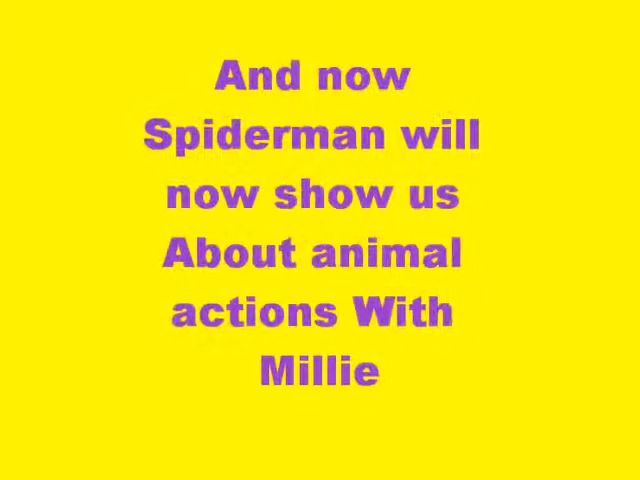 And now
Spiderman will
now show us
About animal
actions With
Millie